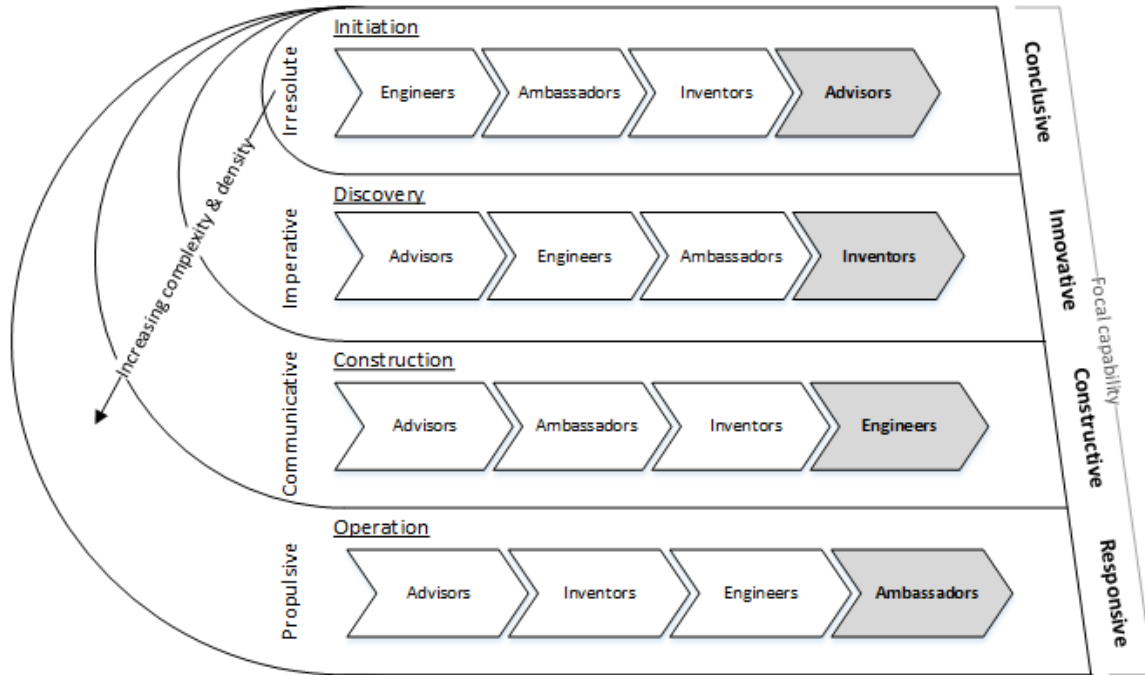 Initiation
Irresolute
Engineers
Ambassadors
Inventors
Advisors
Conclusive
Discovery
Imperative
Advisors
Engineers
Ambassadors
Inventors
Innovative
Construction
Communicative
Advisors
Ambassadors
Inventors
Engineers
Constructive
Operation
Propulsive
Advisors
Inventors
Engineers
Ambassadors
Responsive
Increasing complexity & density
Focal capability